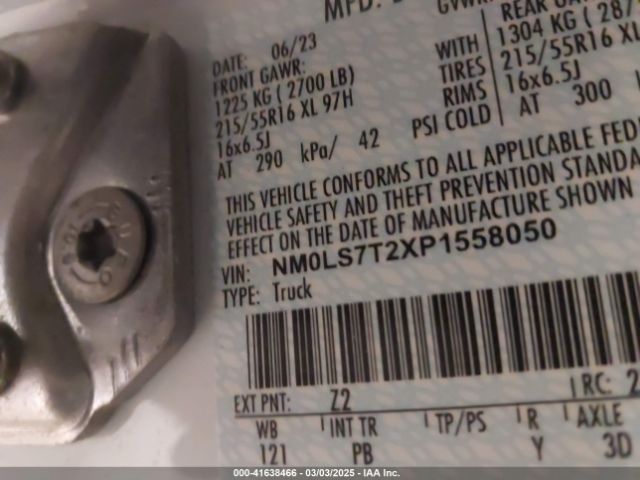 MFD.
GVWR
DATE: 06/23
FRONT GAWR:
1225 KG ( 2700 LB)
215/55R16 XL 97H
16x6.5J
AT 290 kPa/ 42 PSI COLD
WITH
TIRES
RIMS
REAR
1304 KG (
215/55R16 XL
16x6.5J
AT 300
THIS VEHICLE CONFORMS TO ALL APPLICABLE
VEHICLE SAFETY AND THEFT PREVENTION
EFFECT ON THE DATE OF MANUFACTURE SHOWN
VIN: NM0LS7T2XP1558050
TYPE: Truck
EXT PNT: Z2 RC:
WB INT TR TP/PS R AXLE
121 PB Y 3D
000-41638466 - 03/03/2025 - IAA Inc.